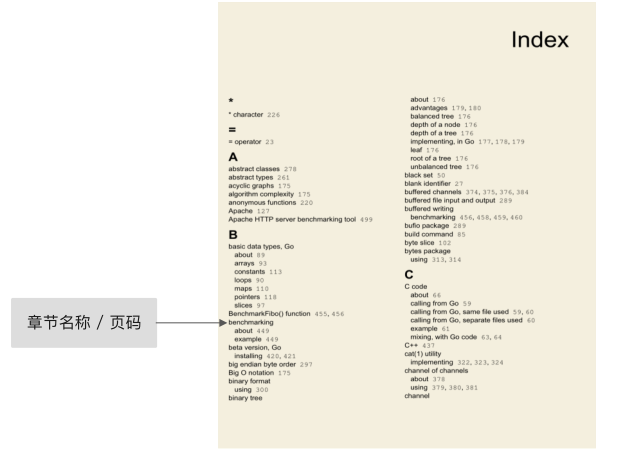 Index
*
* character 226
=
= operator 23
A
abstract classes 278
abstract types 261
acyclic graphs 175
algorithm complexity 175
anonymous functions 220
Apache 127
Apache HTTP server benchmarking tool 499
B
basic data types, Go
about 89
arrays 93
constants 113
loops 90
maps 110
pointers 118
slices 97
BenchmarkFibo() function 455, 456
benchmarking
about 449
example 449
beta version, Go
installing 420, 421
big endian byte order 297
Big O notation 175
binary format
using 300
binary tree
about 176
advantages 179, 180
balanced tree 176
depth of a node 176
depth of a tree 176
implementing, in Go 177, 178, 179
leaf 176
root of a tree 176
unbalanced tree 176
black set 50
blank identifier 27
buffered channels 374, 375, 376, 384
buffered file input and output 289
buffered writing
benchmarking 456, 458, 459, 460
bufio package 289
build command 85
byte slice 102
bytes package
using 313, 314
C
C code
about 66
calling from Go 59
calling from Go, same file used 59, 60
calling from Go, separate files used 60
example 61
mixing, with Go code 63, 64
C++ 437
cat(1) utility
implementing 322, 323, 324
channel of channels
about 378
using 379, 380, 381
channel
章节名称 / 页码